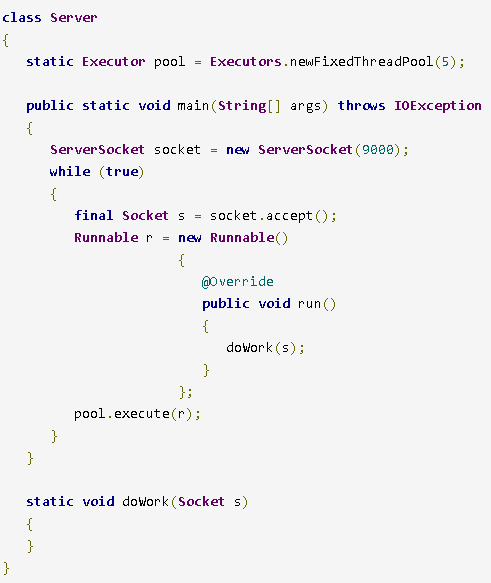 class Server
{
   static Executor pool = Executors.newFixedThreadPool(5);

   public static void main(String[] args) throws IOException
   {
      ServerSocket socket = new ServerSocket(9000);
      while (true)
      {
         final Socket s = socket.accept();
         Runnable r = new Runnable()
                      {
                         @Override
                         public void run()
                         {
                            doWork(s);
                         }
                      };
         pool.execute(r);
      }
   }

   static void doWork(Socket s)
   {
   }
}